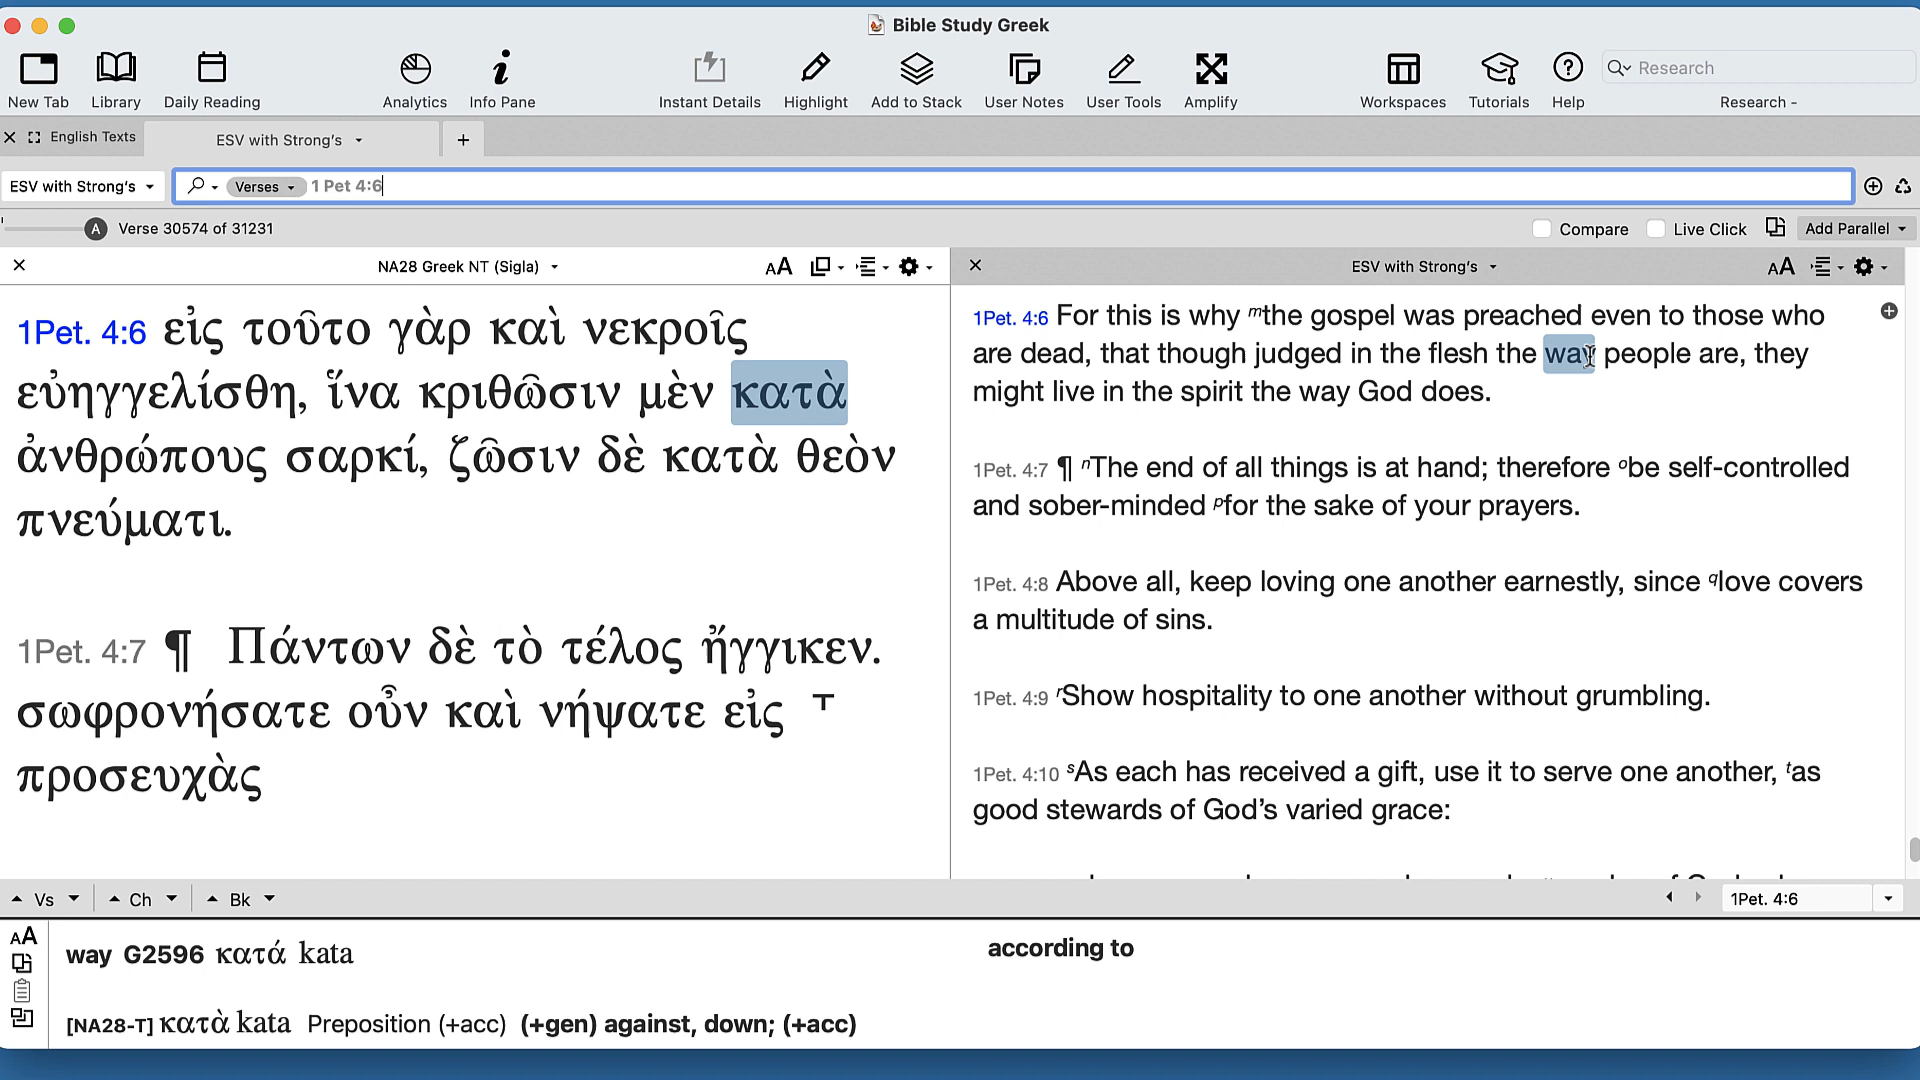 Bible Study Greek
New Tab Library Daily Reading Analytics Info Pane Instant Details Highlight Add to Stack User Notes User Tools Amplify Workspaces Tutorials Help Research
Research -
English Texts ESV with Strong's
ESV with Strong's Verses 1 Pet 4:6
A Verse 30574 of 31231 Compare Live Click Add Parallel
NA28 Greek NT (Sigla) AA
1Pet. 4:6 εἰς τοῦτο γὰρ καὶ νεκροῖς
εὐηγγελίσθη, ἵνα κριθῶσιν μὲν κατὰ
ἀνθρώπους σαρκί, ζῶσιν δὲ κατὰ θεὸν
πνεύματι.
1Pet. 4:7 ¶ Πάντων δὲ τὸ τέλος ἤγγικεν.
σωφρονήσατε οὖν καὶ νήψατε εἰς ⸆
προσευχὰς
ESV with Strong's AA
1Pet. 4:6 For this is why ᵐthe gospel was preached even to those who
are dead, that though judged in the flesh the way people are, they
might live in the spirit the way God does.
1Pet. 4:7 ¶ ⁿThe end of all things is at hand; therefore ᵒbe self-controlled
and sober-minded ᵖfor the sake of your prayers.
1Pet. 4:8 Above all, keep loving one another earnestly, since qlove covers
a multitude of sins.
1Pet. 4:9 ʳShow hospitality to one another without grumbling.
1Pet. 4:10 ˢAs each has received a gift, use it to serve one another, ᵗas
good stewards of God’s varied grace:
Vs Ch Bk 1Pet. 4:6
AA
way G2596 κατά kata
according to
[NA28-T] κατὰ kata Preposition (+acc) (+gen) against, down; (+acc)